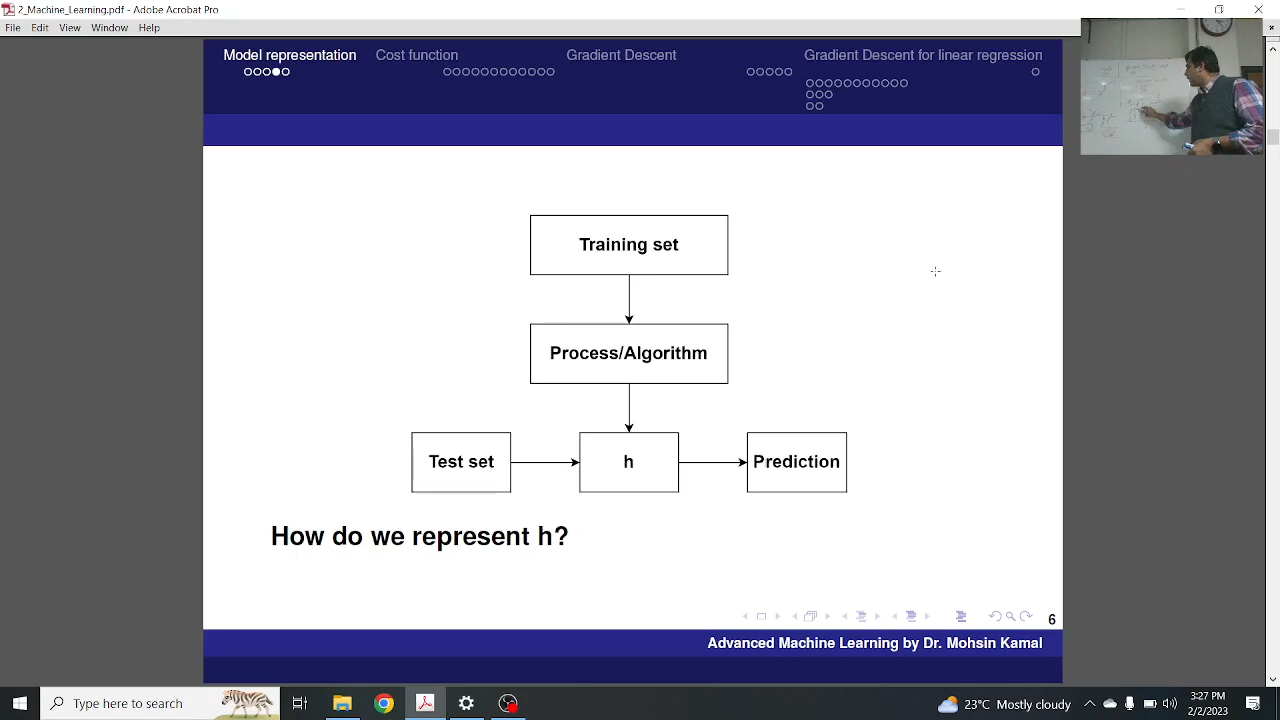 2_Machine_Learning.pdf - Adobe Acrobat Pro
File Edit View Window Help
Model representation Cost function Gradient Descent Gradient Descent for linear regression
Training set
Process/Algorithm
Test set h Prediction
How do we represent h?
6
Advanced Machine Learning by Dr. Mohsin Kamal
Type here to search 23°C Mostly cloudy 3:27 PM
2/2/2023